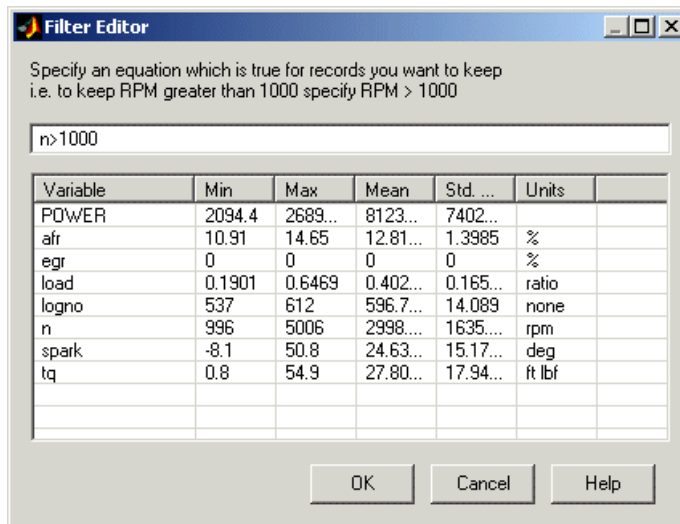 Filter Editor
Specify an equation which is true for records you want to keep
i.e. to keep RPM greater than 1000 specify RPM > 1000
n>1000
Variable Min Max Mean Std. ... Units
POWER 2094.4 2689... 8123... 7402...
afr 10.91 14.65 12.81... 1.3985 %
egr 0 0 0 0 %
load 0.1901 0.6469 0.402... 0.165... ratio
logno 537 612 596.7... 14.089 none
n 996 5006 2998.... 1635.... rpm
spark -8.1 50.8 24.63... 15.17... deg
tq 0.8 54.9 27.80... 17.94... ft lbf
OK Cancel Help